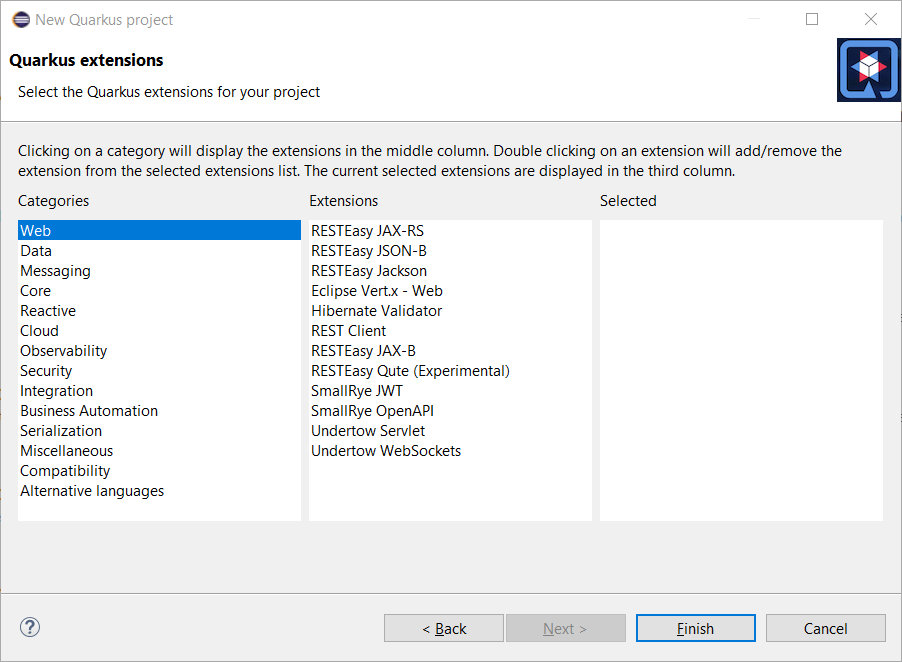 New Quarkus project
Quarkus extensions
Select the Quarkus extensions for your project
Clicking on a category will display the extensions in the middle column. Double clicking on an extension will add/remove the
extension from the selected extensions list. The current selected extensions are displayed in the third column.
Categories
Extensions
Selected
Web
Data
Messaging
Core
Reactive
Cloud
Observability
Security
Integration
Business Automation
Serialization
Miscellaneous
Compatibility
Alternative languages
RESTEasy JAX-RS
RESTEasy JSON-B
RESTEasy Jackson
Eclipse Vert.x - Web
Hibernate Validator
REST Client
RESTEasy JAX-B
RESTEasy Qute (Experimental)
SmallRye JWT
SmallRye OpenAPI
Undertow Servlet
Undertow WebSockets
?
< Back
Next >
Finish
Cancel